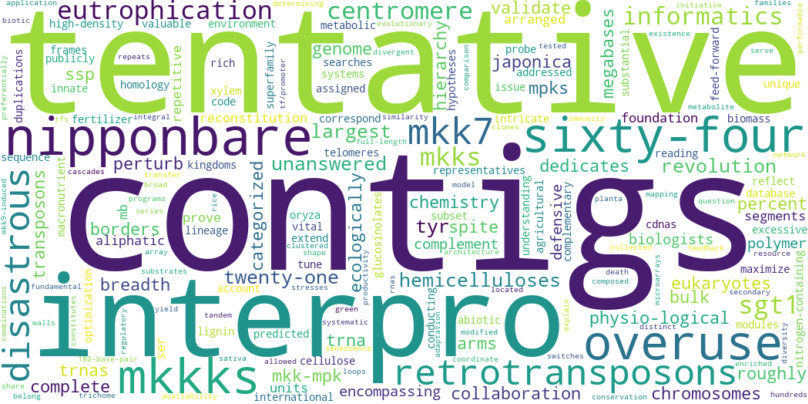 application
eutrophication
centromere
validate
informatics
initiative
determining
families
biotic
high-density
valuable
environment
metabolic
evolutionary
arranged
tentative
preferentially
duplications
frames
publicly
ssp
innate
repeats
homology
repetitive
rich
xylem
code
superfamily
tf/promoter
genome
searches
systems
assigned
hierarchy
hypotheses
divergent
comparison
probe
japonica
addressed
issue
mpks
tested
megabases
substantial
existence
feed-forward
serve
unique
performed
metabolite
tfs
fertilizer
integral
reconstitution
correspond
similarity
intricate
clones
community
foundation
biomass
nipponbare
largest
telomeres
full-length
mkk7
sixty-four
sequence
cascades
perturb
kingdoms
unanswered
mkks
representatives
dedicates
reading
revolution
network
mkk9-induced
disastrous
transposons
macronutrient
transfer
broad
programs
series
mb
borders
aliphatic
prove
lineage
categorized
oryza
vital
extend
clustered
shape
tune
rice
ecologically
glucosinolates
model
chemistry
subset
tyr
spite
complement
architecture
understanding
agricultural
defensive
complementary
planta
mapping
question
cdnas
biologists
reflect
database
percent
segments
excessive
polymer
resource
maximize
contigs
combinations
fundamental
walls
breadth
substrates
array
twenty-one
account
stresses
productivity
rnas
hemicelluloses
located
death
composed
collected
feedback
microarrays
eukaryotes
secondary
bulk
sgt1
modules
nitrogen-containing
diversity
interpro
optimization
constitutes
180-base-pair
regulatory
yield
tandem
lignin
ser
green
systematic
predicted
trna
sensecence
conducting
adaptation
abiotic
modified
arms
coordinate
explain
physio-logical
distinct
overuse
roughly
share
belong
trnas
complete
trichome
mkkks
availability
sativa
cellulose
mkk-mpk
units
international
allowed
loops
encompassing
retrotransposons
collaboration
switches
conservation
enriched
chromosomes
hundreds